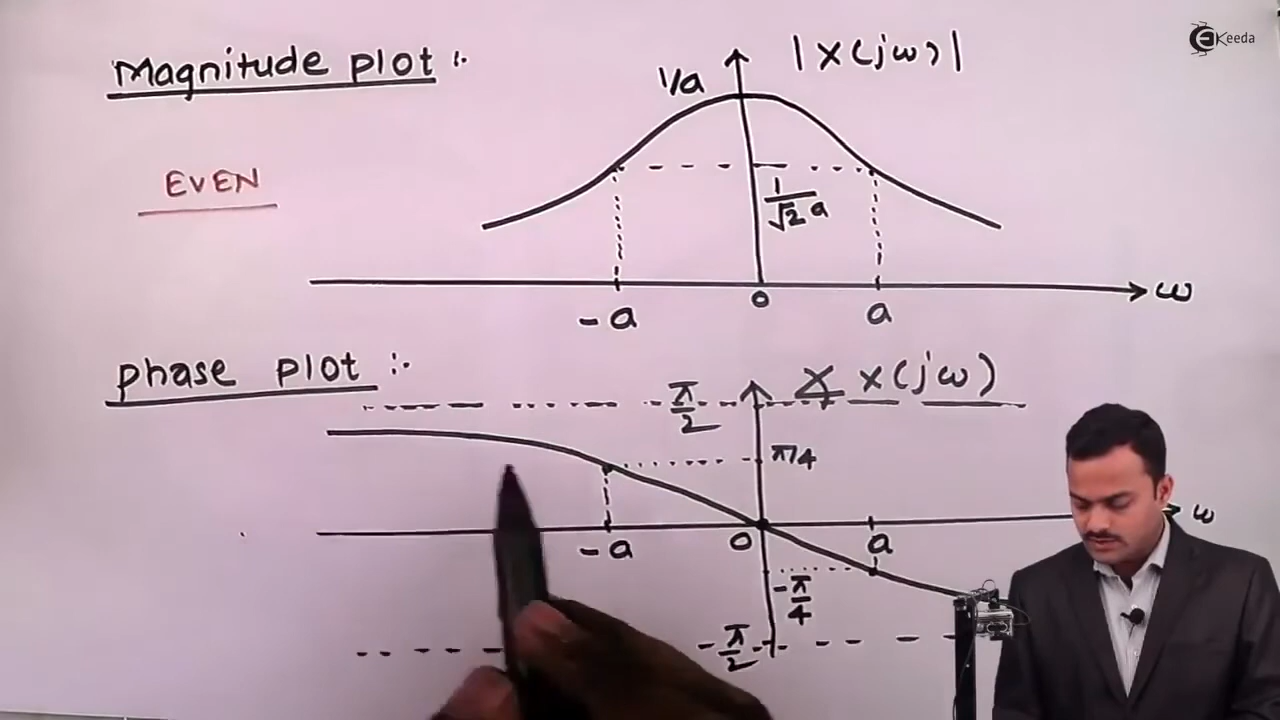 Magnitude plot :-
|X(jω)|
Ekeeda
1/a
EVEN
1/√2 a
-a 0 a ω
phase plot :-
∡ X(jω)
π/2
π/4
-a 0 a ω
-π/4
-π/2